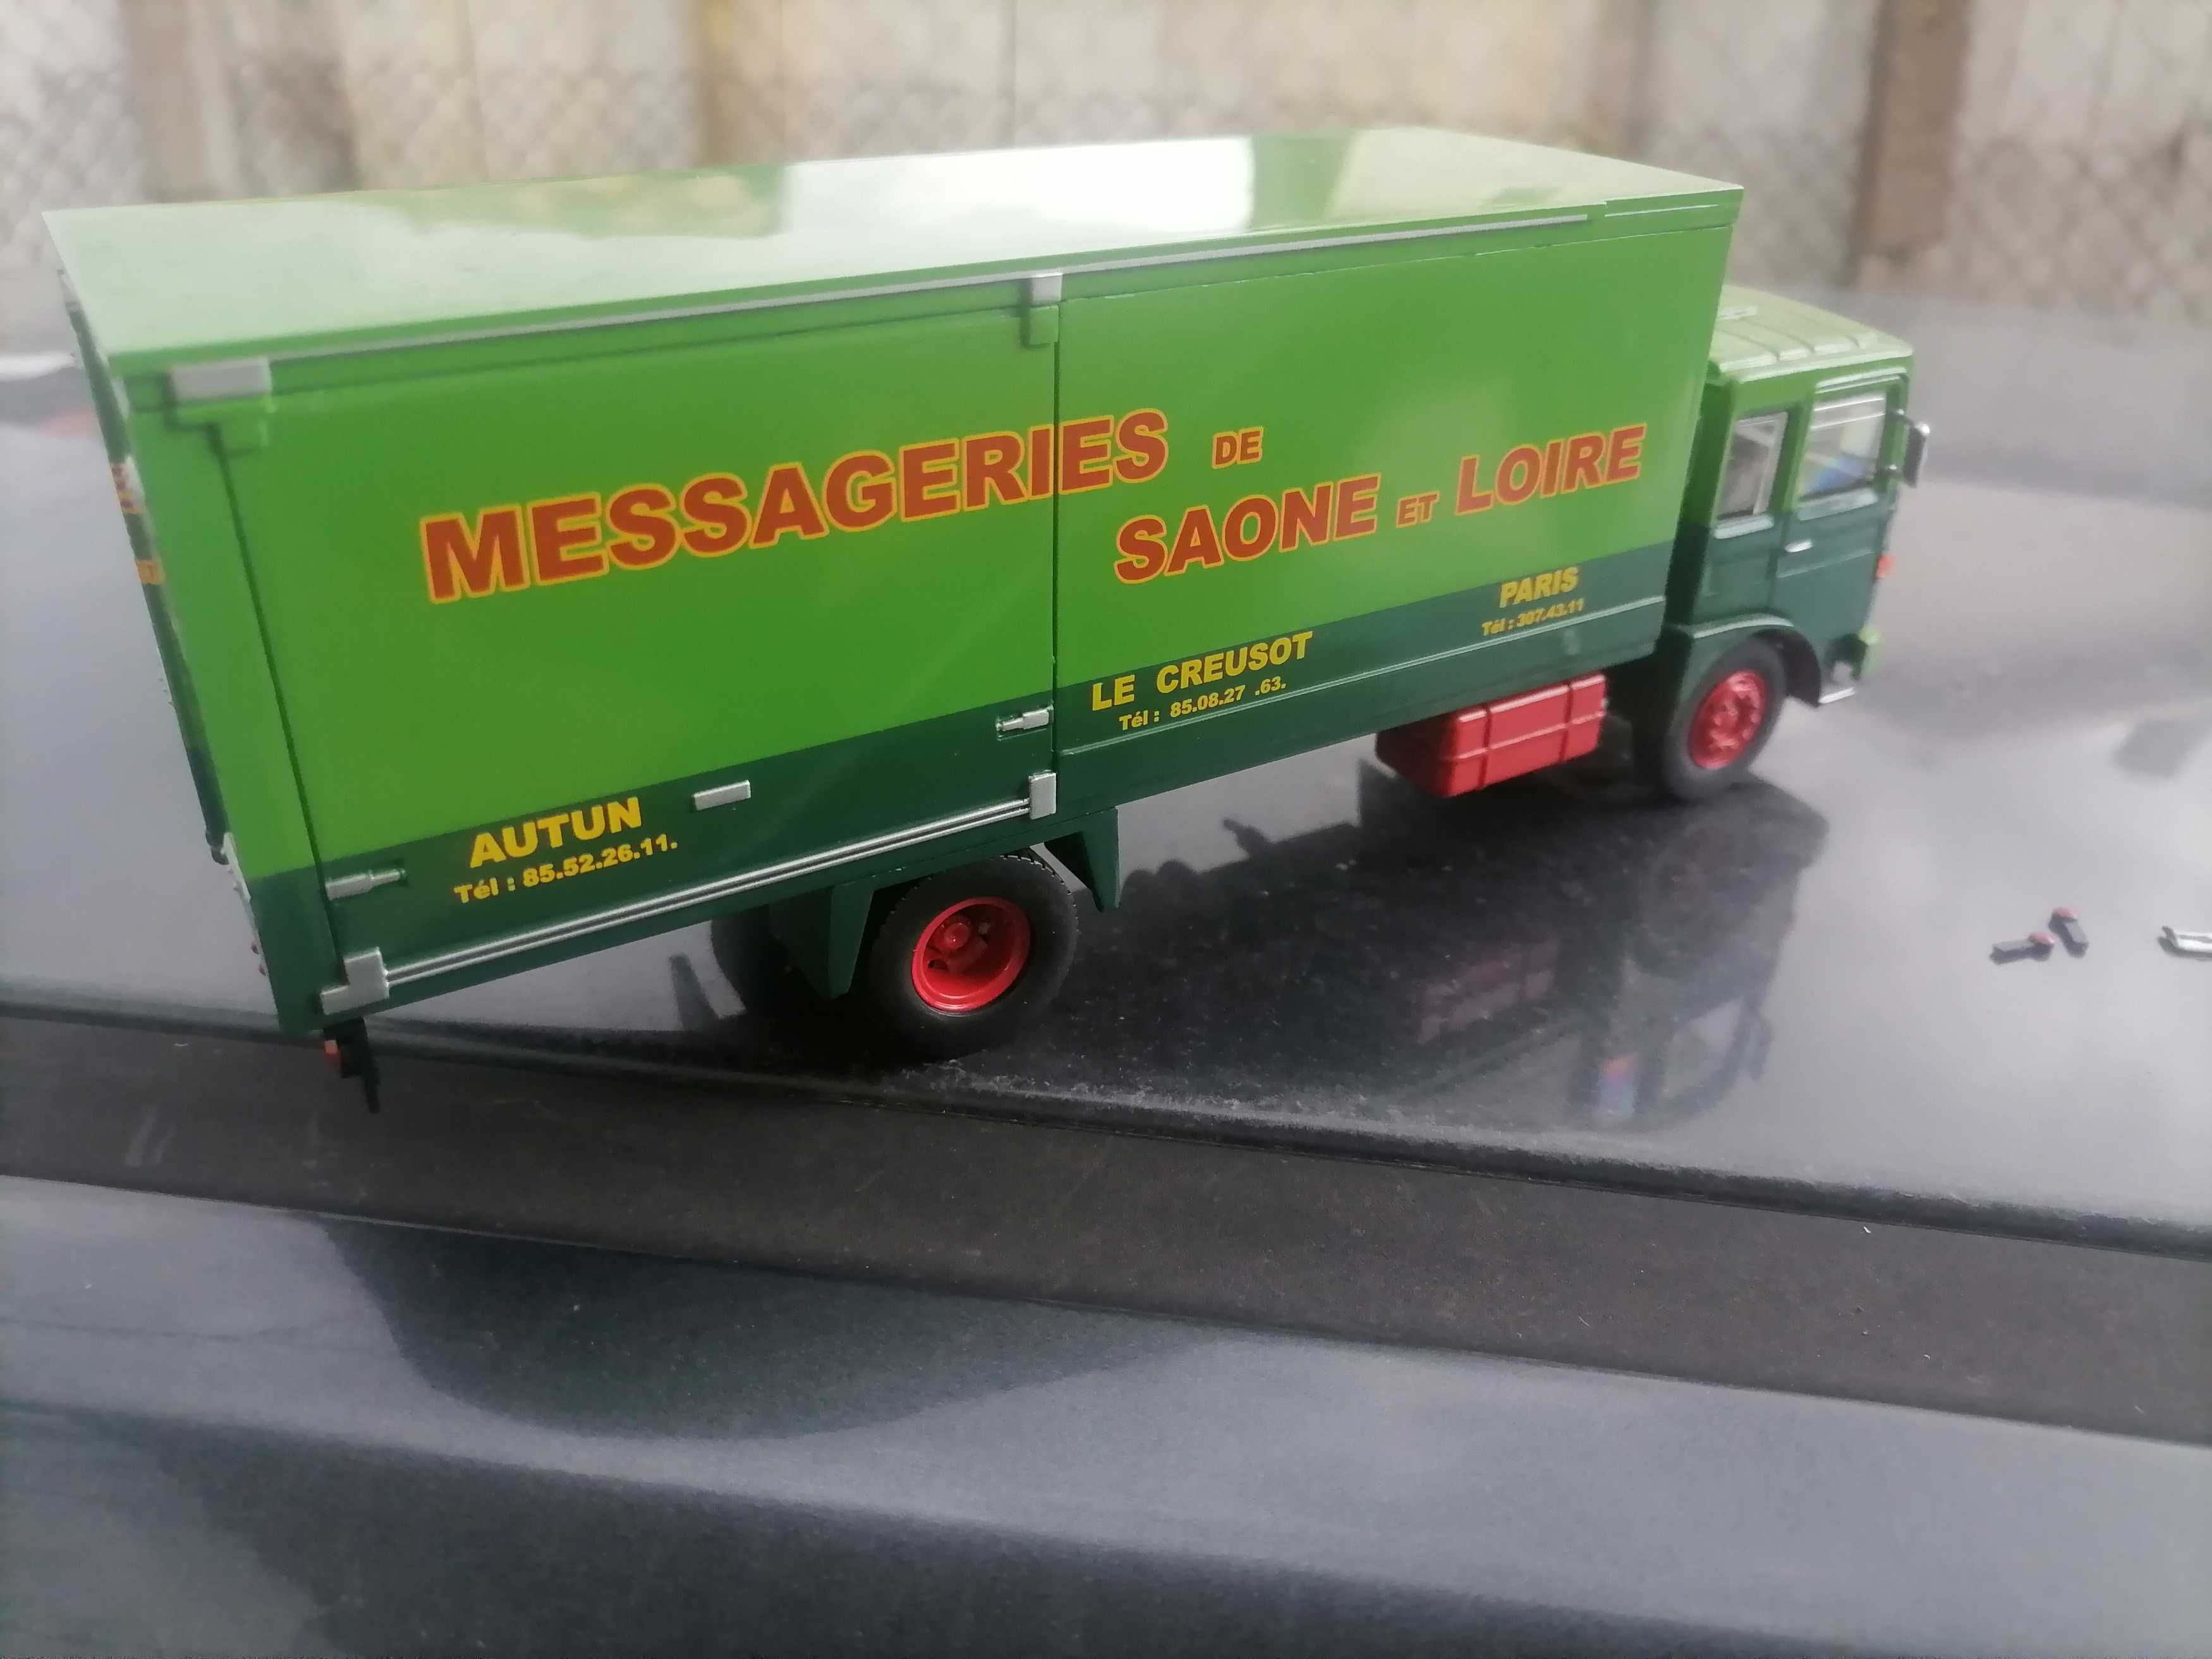 MESSAGERIES DE
SAONE ET LOIRE
AUTUN
Tél : 85.52.26.11.
LE CREUSOT
Tél : 85.08.27 .63.
PARIS
Tél : 307.43.11